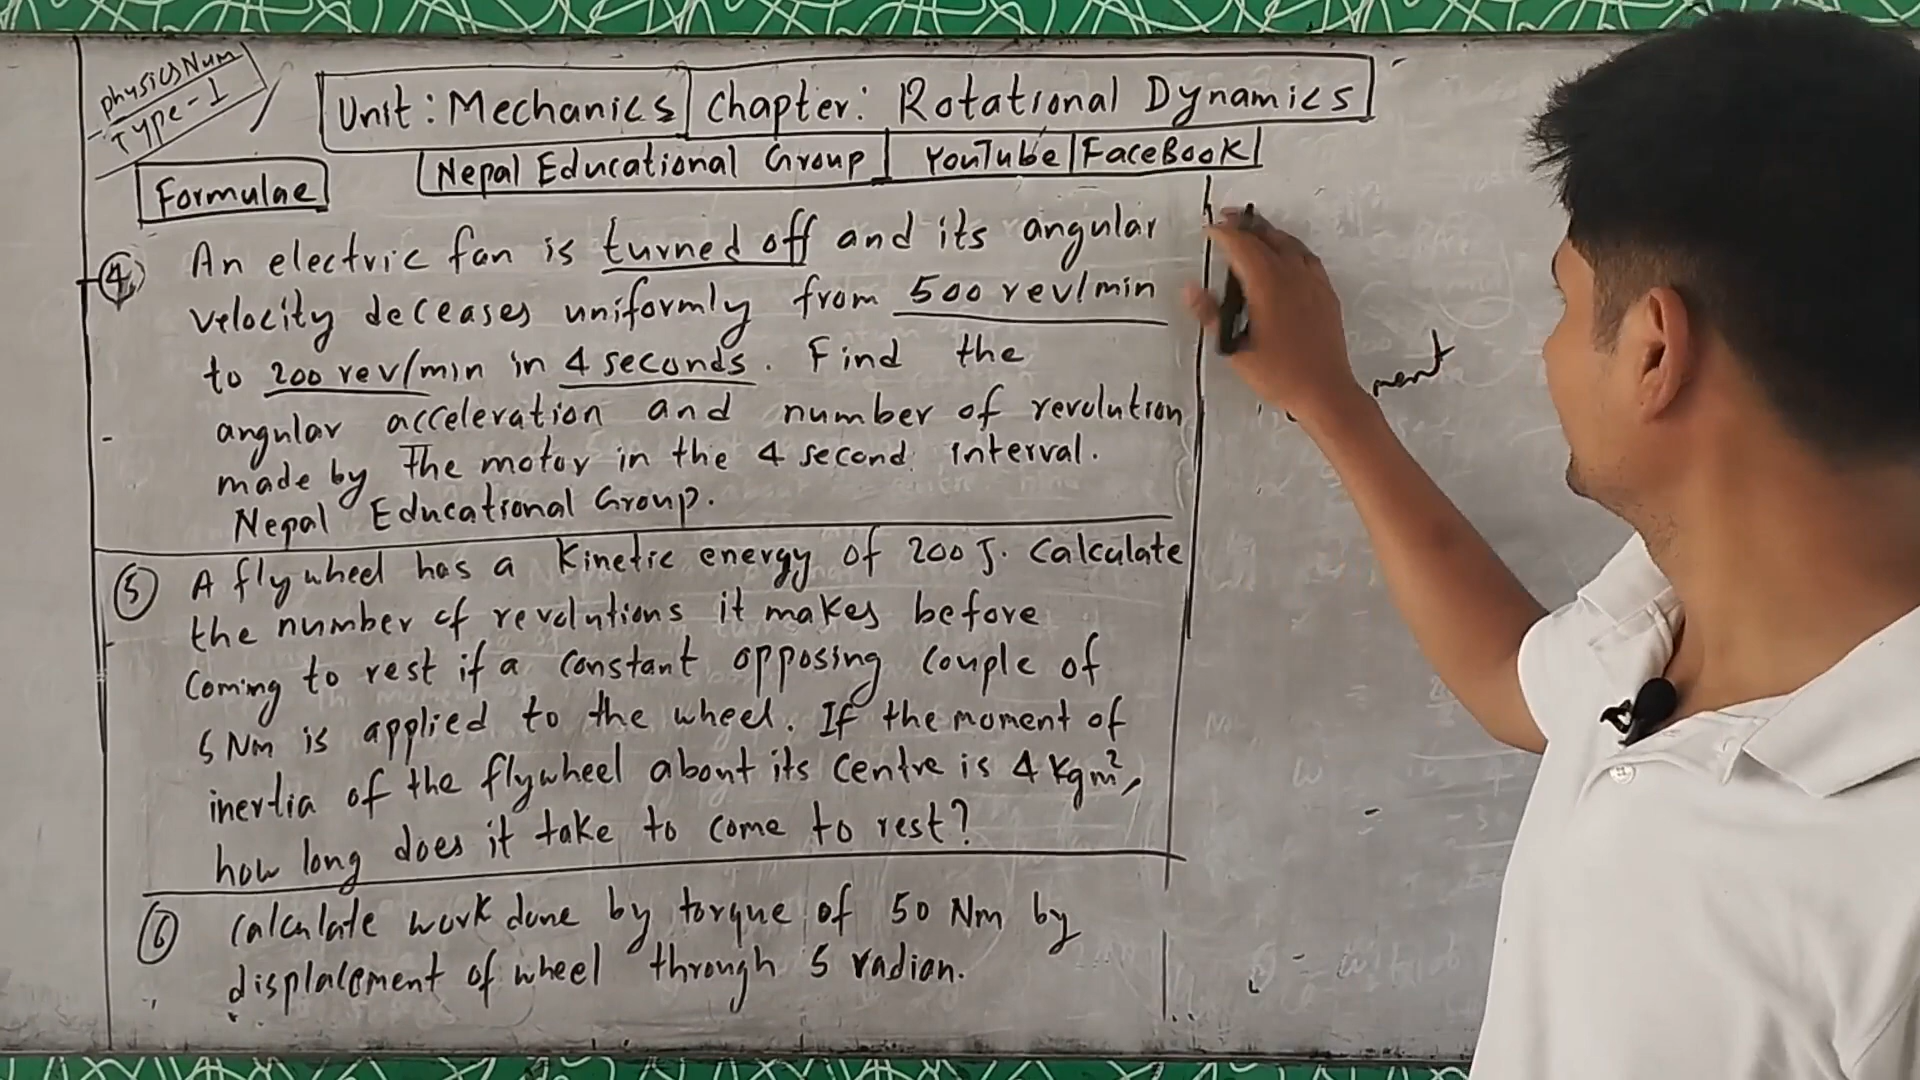 PhysicsNum
Type-1
Unit: Mechanics Chapter: Rotational Dynamics
Nepal Educational Group YouTube FaceBook
Formulae
④ An electric fan is turned off and its angular
velocity deceases uniformly from 500 rev/min
to 200 rev/min in 4 seconds. Find the
angular acceleration and number of revolution
made by The motor in the 4 second interval.
Nepal Educational Group.
⑤ A flywheel has a Kinetic energy of 200 J. Calculate
the number of revolutions it makes before
Coming to rest if a constant opposing couple of
5 Nm is applied to the wheel. If the moment of
inertia of the flywheel about its Centre is 4 Kgm²,
how long does it take to come to rest?
⑥ Calculate work done by torque of 50 Nm by
displacement of wheel through 5 radian.